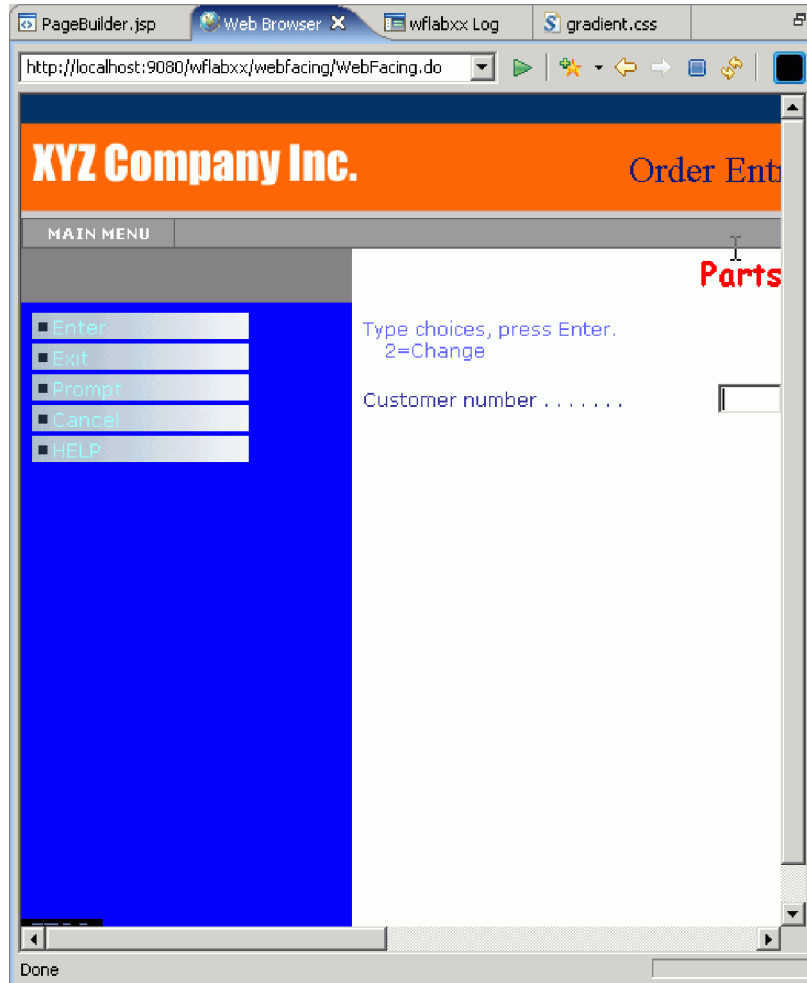 PageBuilder.jsp Web Browser wflabxx Log gradient.css
http://localhost:9080/wflabxx/webfacing/WebFacing.do
XYZ Company Inc. Order Ent
MAIN MENU
Parts
Enter
Exit
Prompt
Cancel
HELP
Type choices, press Enter.
2=Change
Customer number . . . . . . .
Done